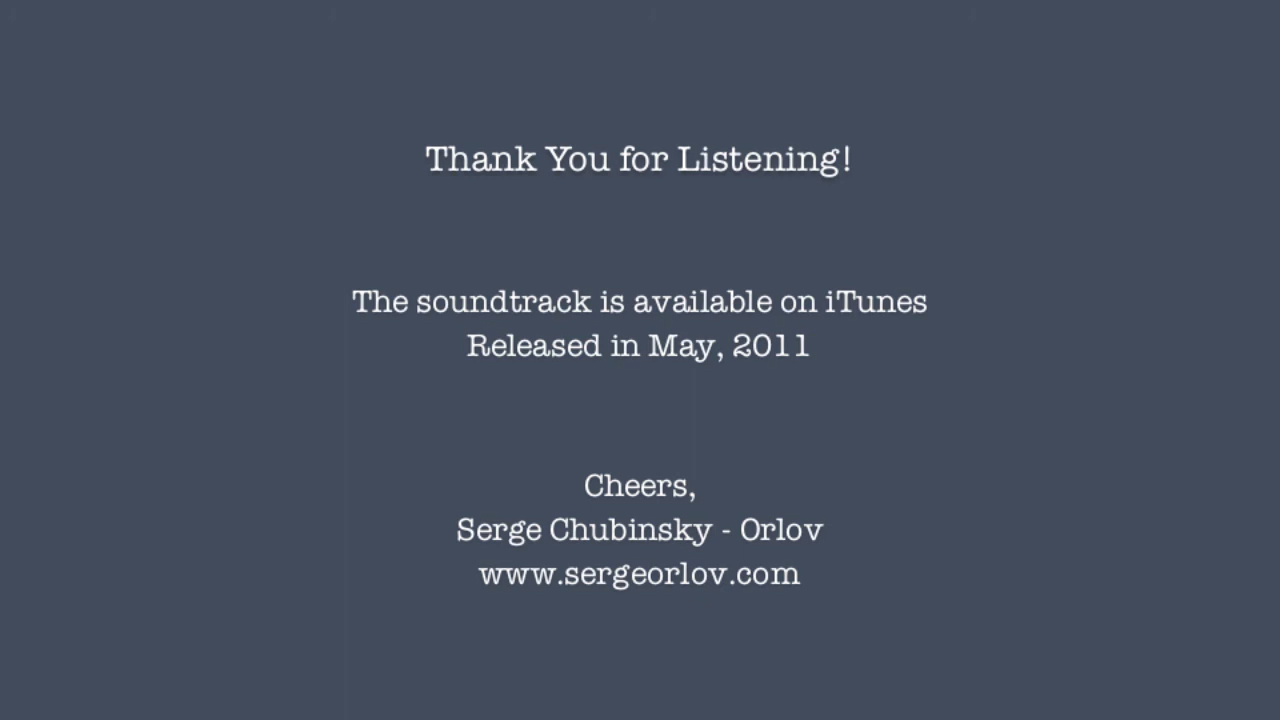 Thank You for Listening!
The soundtrack is available on iTunes
Released in May, 2011
Cheers,
Serge Chubinsky - Orlov
www.sergeorlov.com